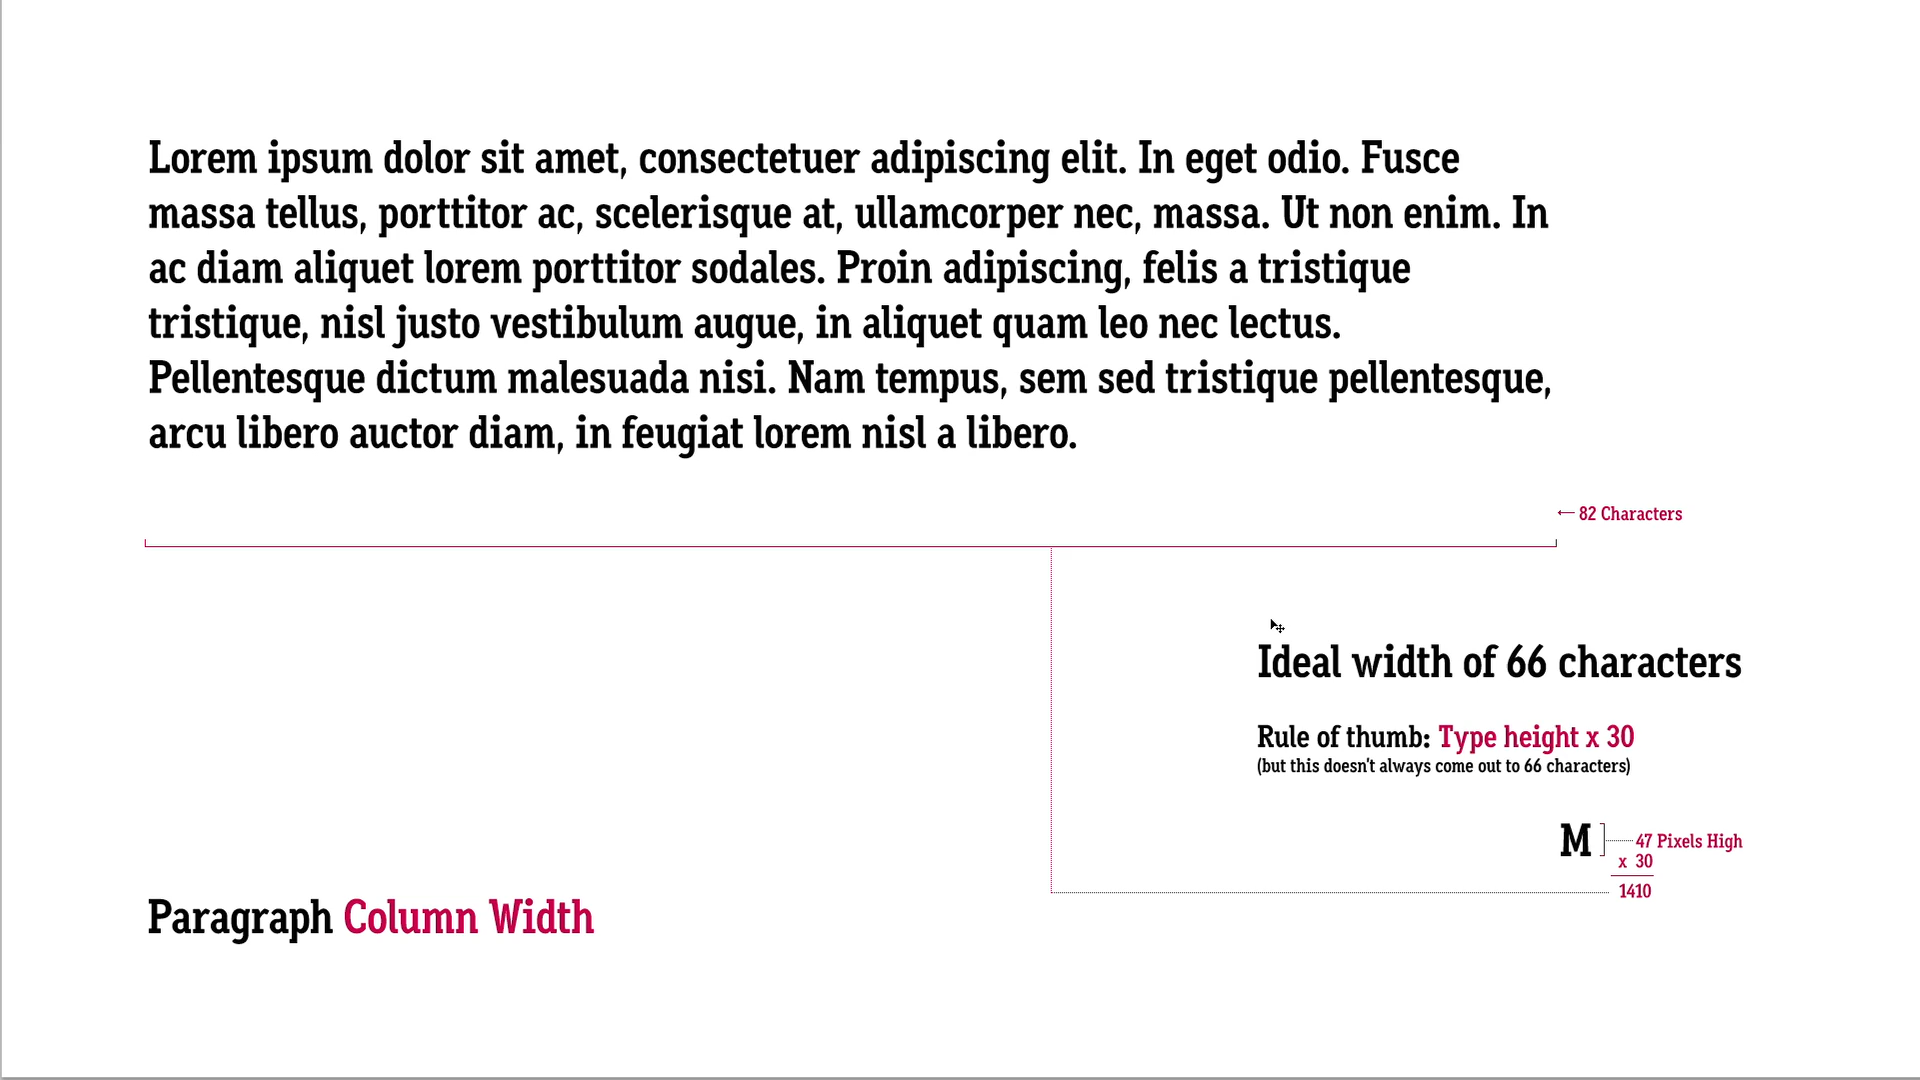 Lorem ipsum dolor sit amet, consectetuer adipiscing elit. In eget odio. Fusce
massa tellus, porttitor ac, scelerisque at, ullamcorper nec, massa. Ut non enim. In
ac diam aliquet lorem porttitor sodales. Proin adipiscing, felis a tristique
tristique, nisl justo vestibulum augue, in aliquet quam leo nec lectus.
Pellentesque dictum malesuada nisi. Nam tempus, sem sed tristique pellentesque,
arcu libero auctor diam, in feugiat lorem nisl a libero.
← 82 Characters
Ideal width of 66 characters
Rule of thumb: Type height x 30
(but this doesn't always come out to 66 characters)
M 47 Pixels High
x 30
1410
Paragraph Column Width